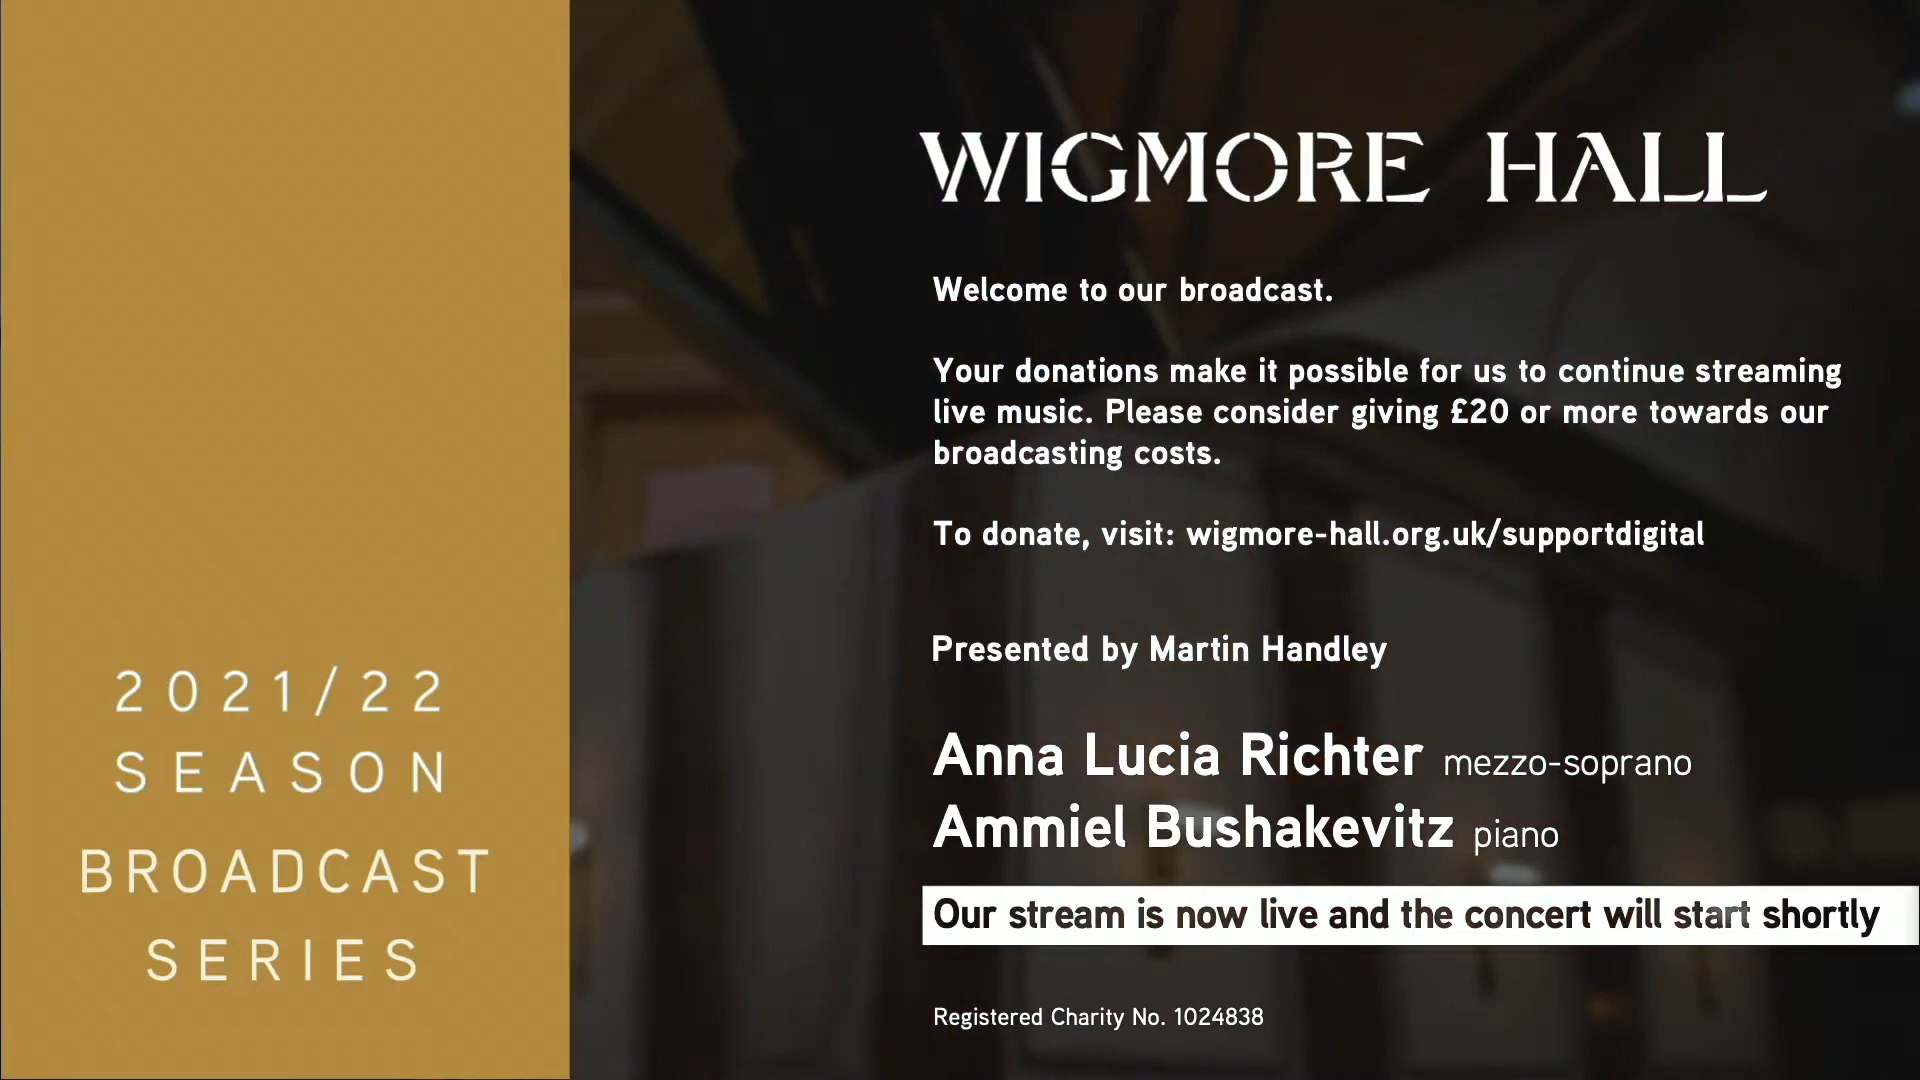 WIGMORE HALL
Welcome to our broadcast.
Your donations make it possible for us to continue streaming
live music. Please consider giving £20 or more towards our
broadcasting costs.
To donate, visit: wigmore-hall.org.uk/supportdigital
Presented by Martin Handley
Anna Lucia Richter mezzo-soprano
Ammiel Bushakevitz piano
Our stream is now live and the concert will start shortly
Registered Charity No. 1024838
2021/22
SEASON
BROADCAST
SERIES